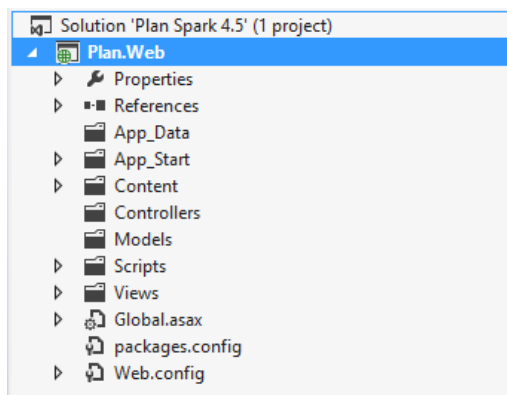 Solution 'Plan Spark 4.5' (1 project)
Plan.Web
Properties
References
App_Data
App_Start
Content
Controllers
Models
Scripts
Views
Global.asax
packages.config
Web.config